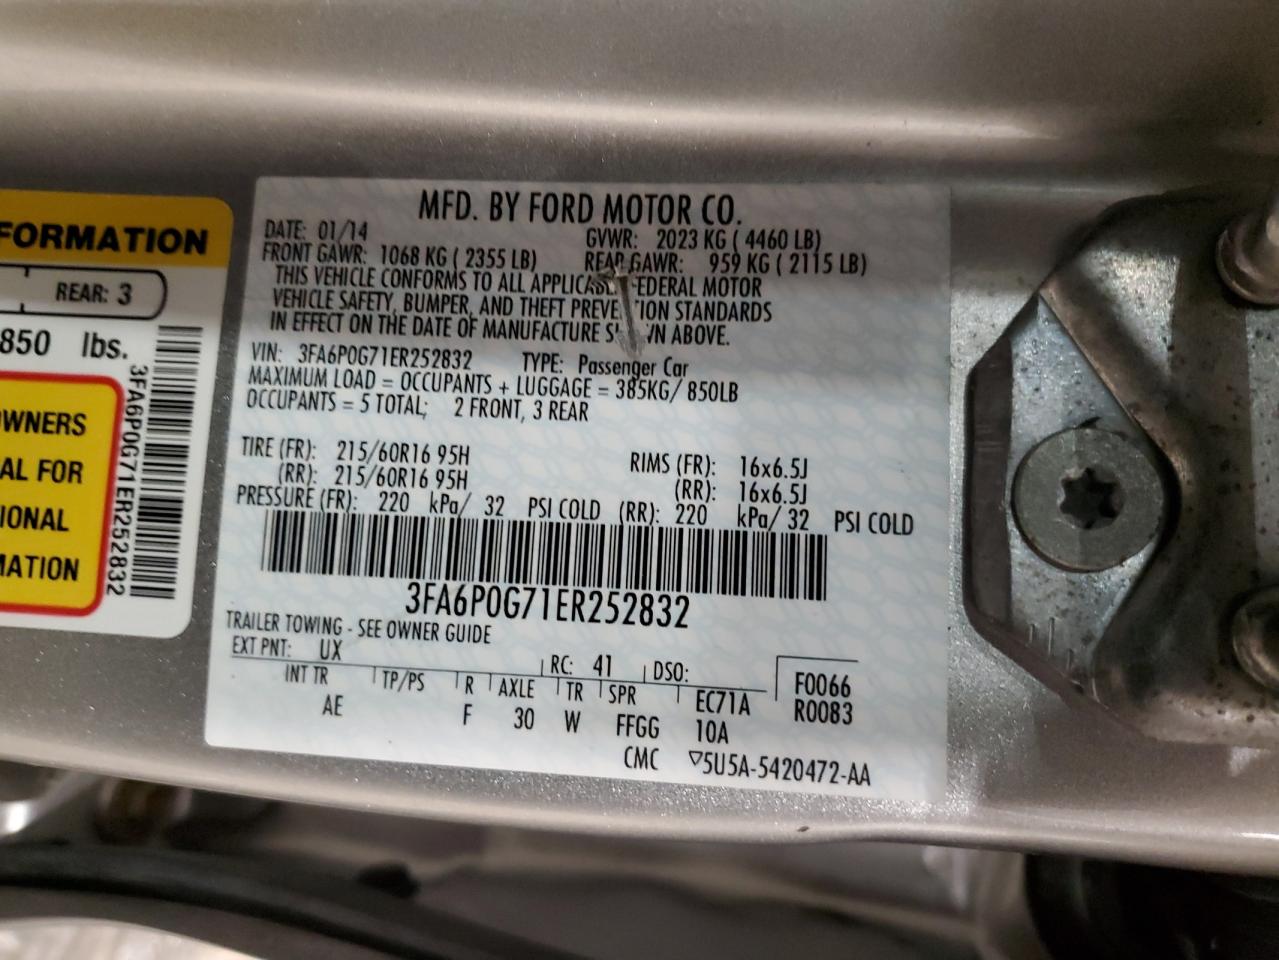 FORMATION
REAR: 3
850 lbs.
OWNERS
AL FOR
IONAL
MATION
3FA6P0G71ER252832
MFD. BY FORD MOTOR CO.
DATE: 01/14 GVWR: 2023 KG ( 4460 LB)
FRONT GAWR: 1068 KG ( 2355 LB) REAR GAWR: 959 KG ( 2115 LB)
THIS VEHICLE CONFORMS TO ALL EDERAL MOTOR
VEHICLE SAFETY, BUMPER, AND THEFT STANDARDS
IN EFFECT ON THE DATE OF MANUFACTURE ABOVE.
VIN: 3FA6P0G71ER252832 TYPE: Passenger Car
MAXIMUM LOAD = OCCUPANTS + LUGGAGE = 385KG/ 850LB
OCCUPANTS = 5 TOTAL; 2 FRONT, 3 REAR
TIRE (FR): 215/60R16 95H RIMS (FR): 16x6.5J
(RR): 215/60R16 95H (RR): 16x6.5J
PRESSURE (FR): 220 kPa/ 32 PSI COLD (RR): 220 kPa/ 32 PSI COLD
3FA6P0G71ER252832
TRAILER TOWING - SEE OWNER GUIDE
EXT PNT: UX RC: 41 DSO: F0066
INT TR TP/PS R AXLE TR SPR EC71A R0083
AE F 30 W FFGG 10A
CMC ▽5U5A-5420472-AA